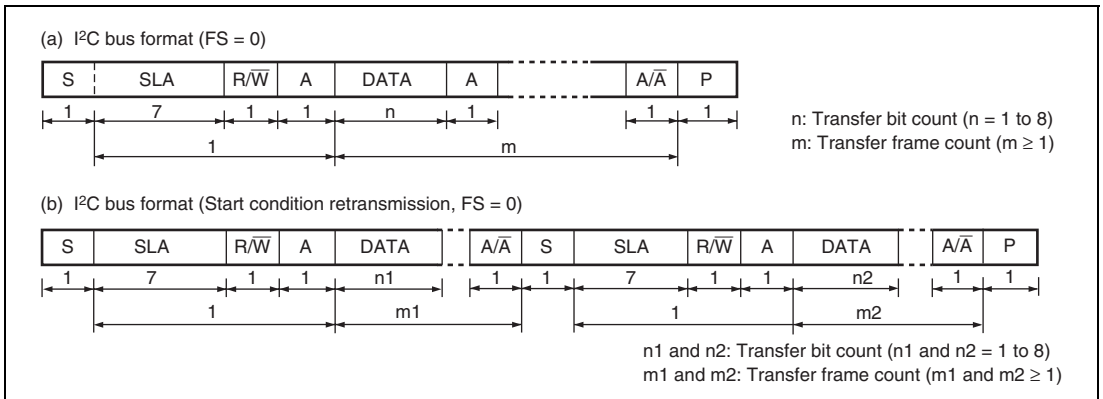 (a) I²C bus format (FS = 0)
S SLA R/W̅ A DATA A A/A̅ P
1 7 1 1 n 1 1 1
1 m
n: Transfer bit count (n = 1 to 8)
m: Transfer frame count (m ≥ 1)
(b) I²C bus format (Start condition retransmission, FS = 0)
S SLA R/W̅ A DATA A/A̅ S SLA R/W̅ A DATA A/A̅ P
1 7 1 1 n1 1 1 7 1 1 n2 1 1
1 m1 1 m2
n1 and n2: Transfer bit count (n1 and n2 = 1 to 8)
m1 and m2: Transfer frame count (m1 and m2 ≥ 1)